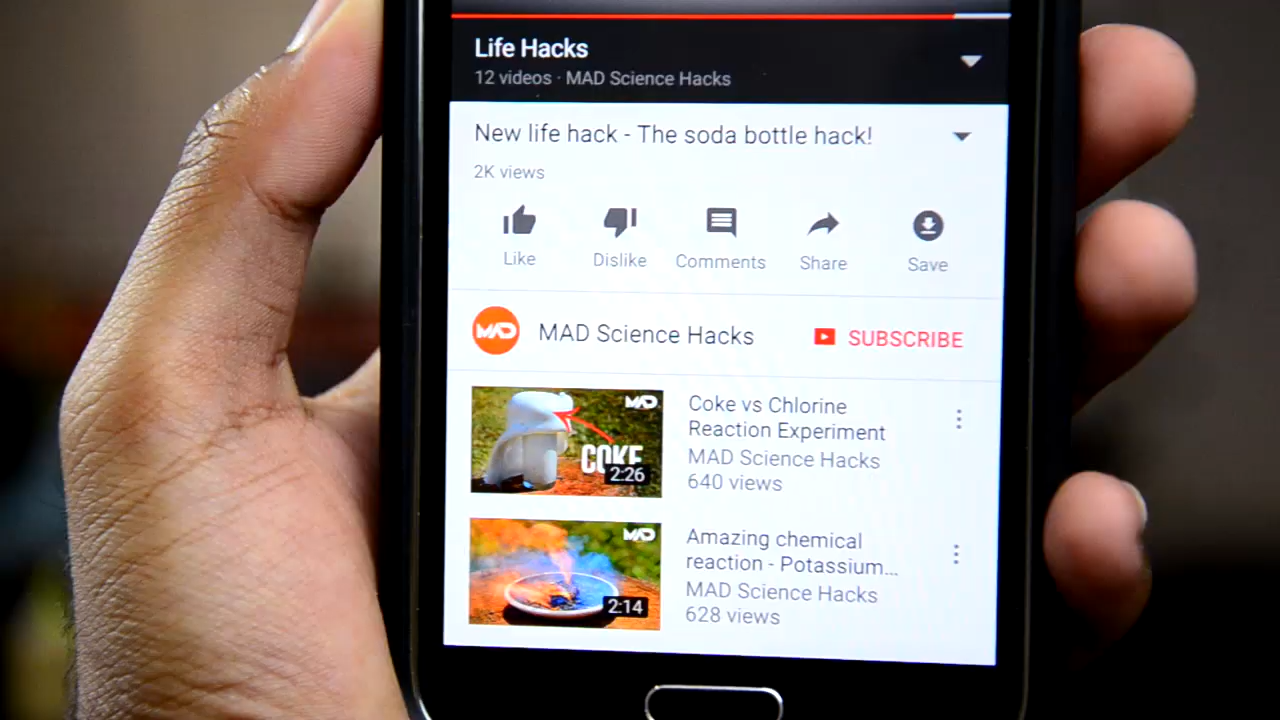 Life Hacks
12 videos · MAD Science Hacks
New life hack - The soda bottle hack!
2K views
Like Dislike Comments Share Save
MAD MAD Science Hacks SUBSCRIBE
MAD
COKE
2:26
Coke vs Chlorine
Reaction Experiment
MAD Science Hacks
640 views
MAD
2:14
Amazing chemical
reaction - Potassium...
MAD Science Hacks
628 views